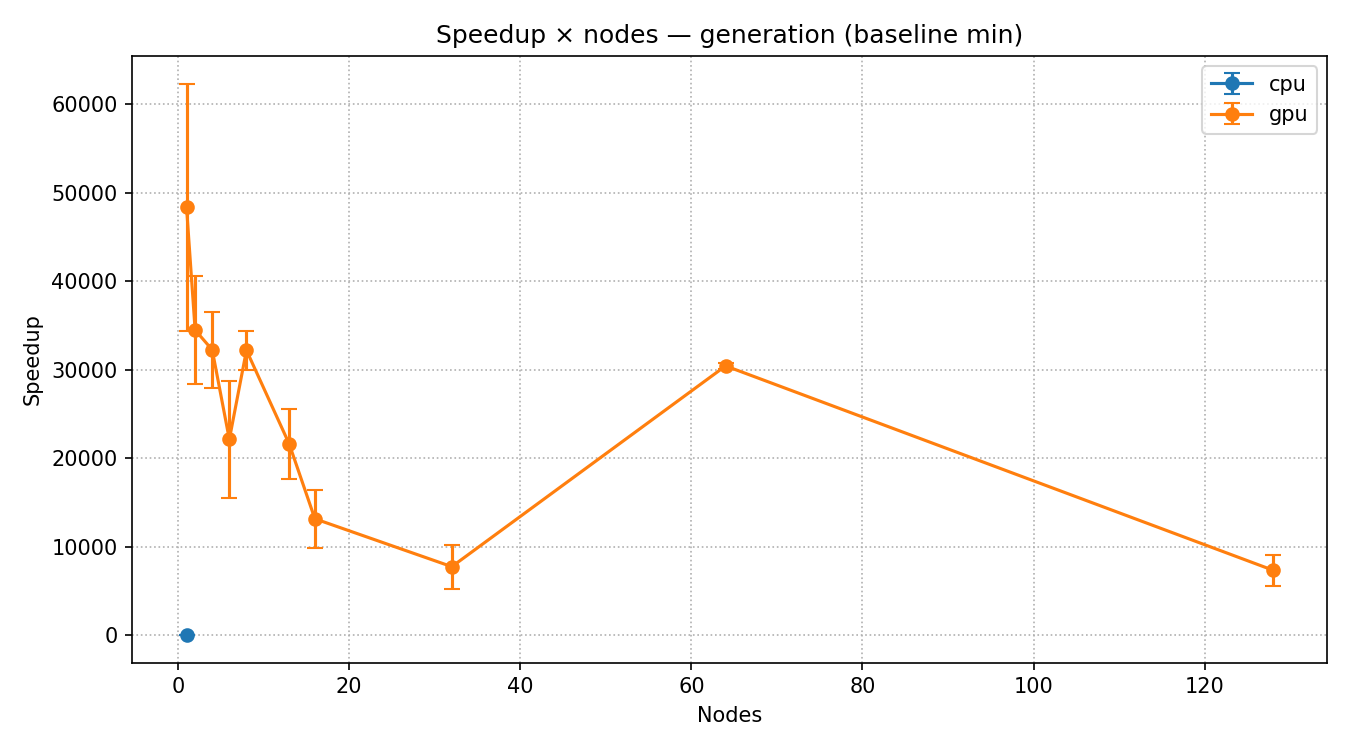 Speedup × nodes — generation (baseline min)
cpu
gpu
60000
50000
40000
30000
20000
10000
0
Speedup
0 20 40 60 80 100 120
Nodes